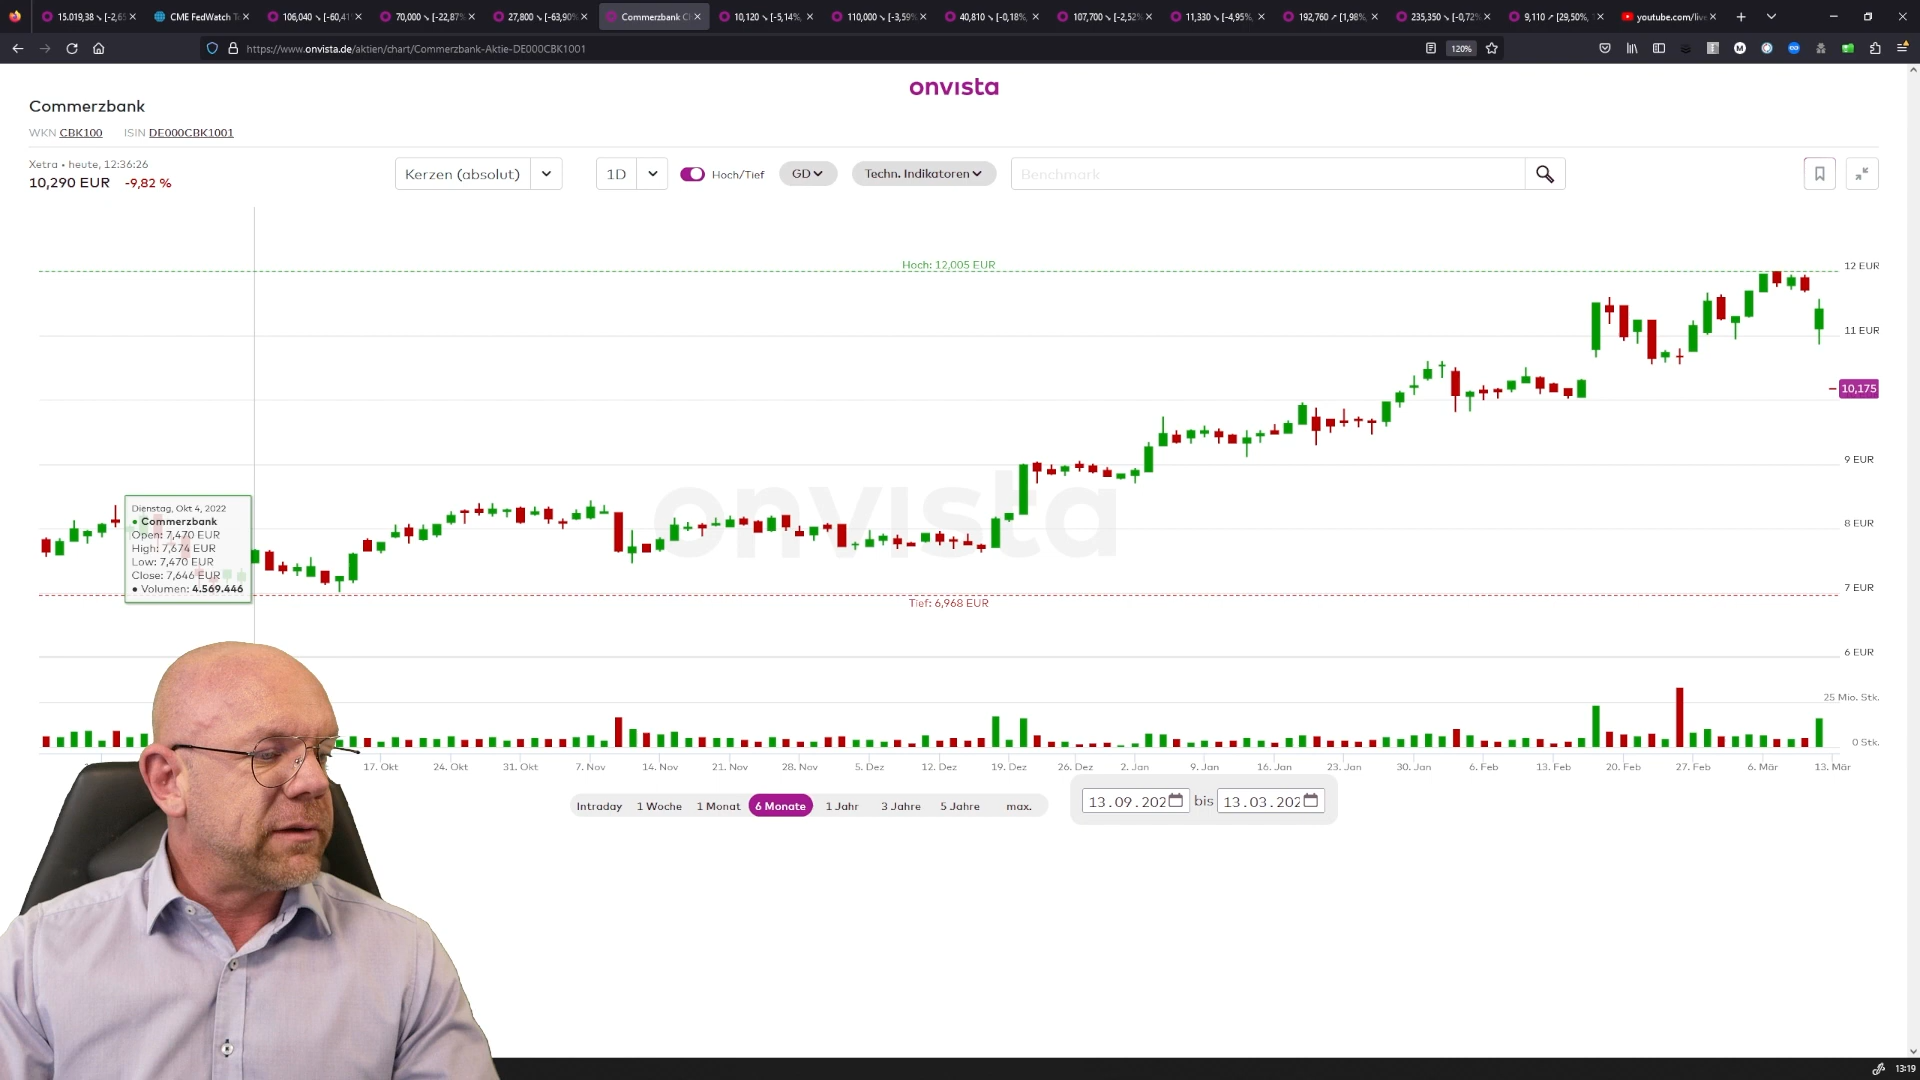 15.019,38 ↘ [-2,6
CME FedWatch T
106,040 ↘ [-60,41
70,000 ↘ [-22,87
27,800 ↘ [-63,90%
Commerzbank C
10,120 ↘ [-5,14%,
110,000 ↘ [-3,59%
40,810 ↘ [-0,18%,
107,700 ↘ [-2,52%
11,330 ↘ [-4,95%,
192,760 ↗ [1,98%,
235,350 ↘ [-0,72%
9,110 ↗ [29,50%,
youtube.com/live
https://www.onvista.de/aktien/chart/Commerzbank-Aktie-DE000CBK1001
120%
onvista
Commerzbank
WKN CBK100 ISIN DE000CBK1001
Xetra • heute, 12:36:26
10,290 EUR -9,82 %
Kerzen (absolut)
1D
Hoch/Tief
GD
Techn. Indikatoren
Benchmark
Hoch: 12,005 EUR
12 EUR
11 EUR
10,175
9 EUR
8 EUR
7 EUR
6 EUR
onvista
Dienstag, Okt 4, 2022
• Commerzbank
Open: 7,470 EUR
High: 7,674 EUR
Low: 7,470 EUR
Close: 7,646 EUR
• Volumen: 4.569.446
Tief: 6,968 EUR
25 Mio. Stk.
0 Stk.
17. Okt 24. Okt 31. Okt 7. Nov 14. Nov 21. Nov 28. Nov 5. Dez 12. Dez 19. Dez 26. Dez 2. Jan 9. Jan 16. Jan 23. Jan 30. Jan 6. Feb 13. Feb 20. Feb 27. Feb 6. Mär 13. Mär
Intraday 1 Woche 1 Monat 6 Monate 1 Jahr 3 Jahre 5 Jahre max.
13.09.202 bis 13.03.202
13:19